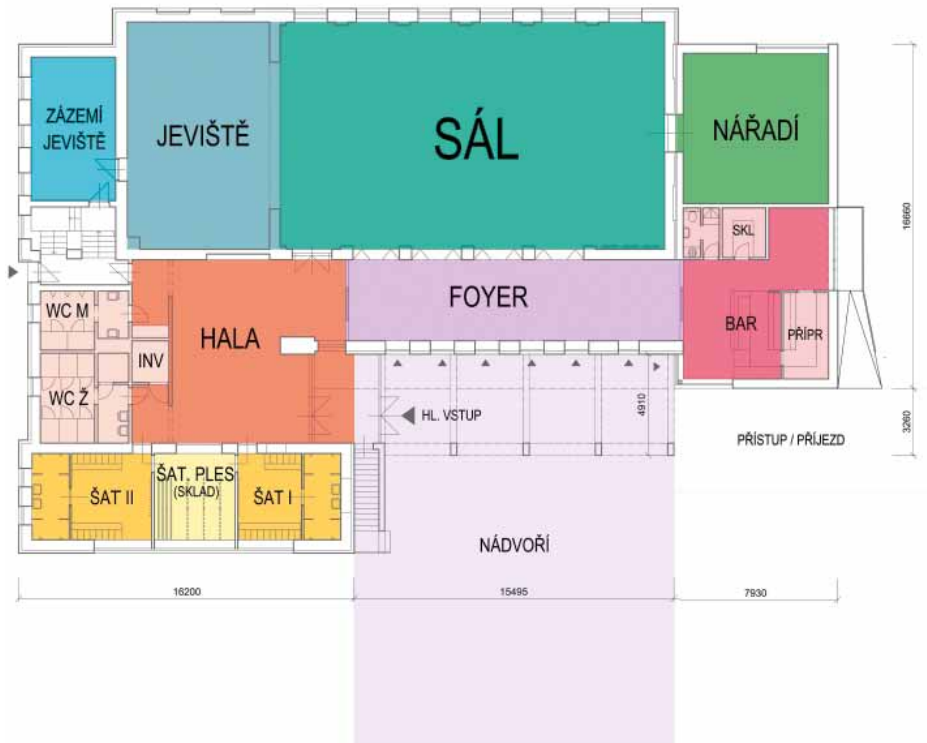 ZÁZEMÍ
JEVIŠTĚ
JEVIŠTĚ
SÁL
NÁŘADÍ
SKL
16660
WC M
HALA
FOYER
BAR
PŘÍPR
INV
WC Ž
HL. VSTUP
4910
3260
PŘÍSTUP / PŘÍJEZD
ŠAT II
ŠAT. PLES
(SKLAD)
ŠAT I
NÁDVOŘÍ
16200
15495
7930